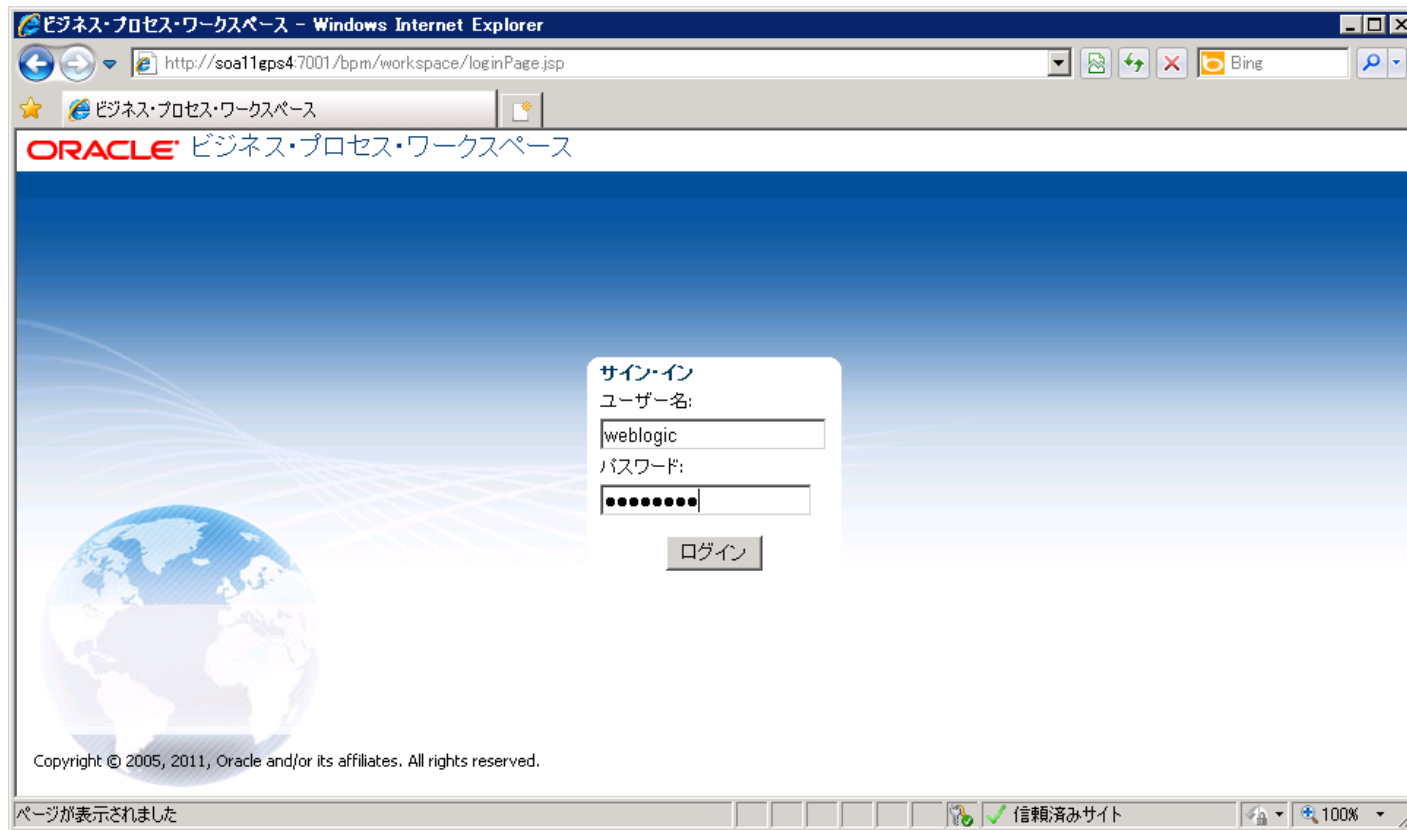 ビジネス・プロセス・ワークスペース - Windows Internet Explorer
http://soa11gps4:7001/bpm/workspace/loginPage.jsp
Bing
ビジネス・プロセス・ワークスペース
ORACLE ビジネス・プロセス・ワークスペース
サイン・イン
ユーザー名:
weblogic
パスワード:
●●●●●●●●
ログイン
Copyright © 2005, 2011, Oracle and/or its affiliates. All rights reserved.
ページが表示されました
信頼済みサイト
100%